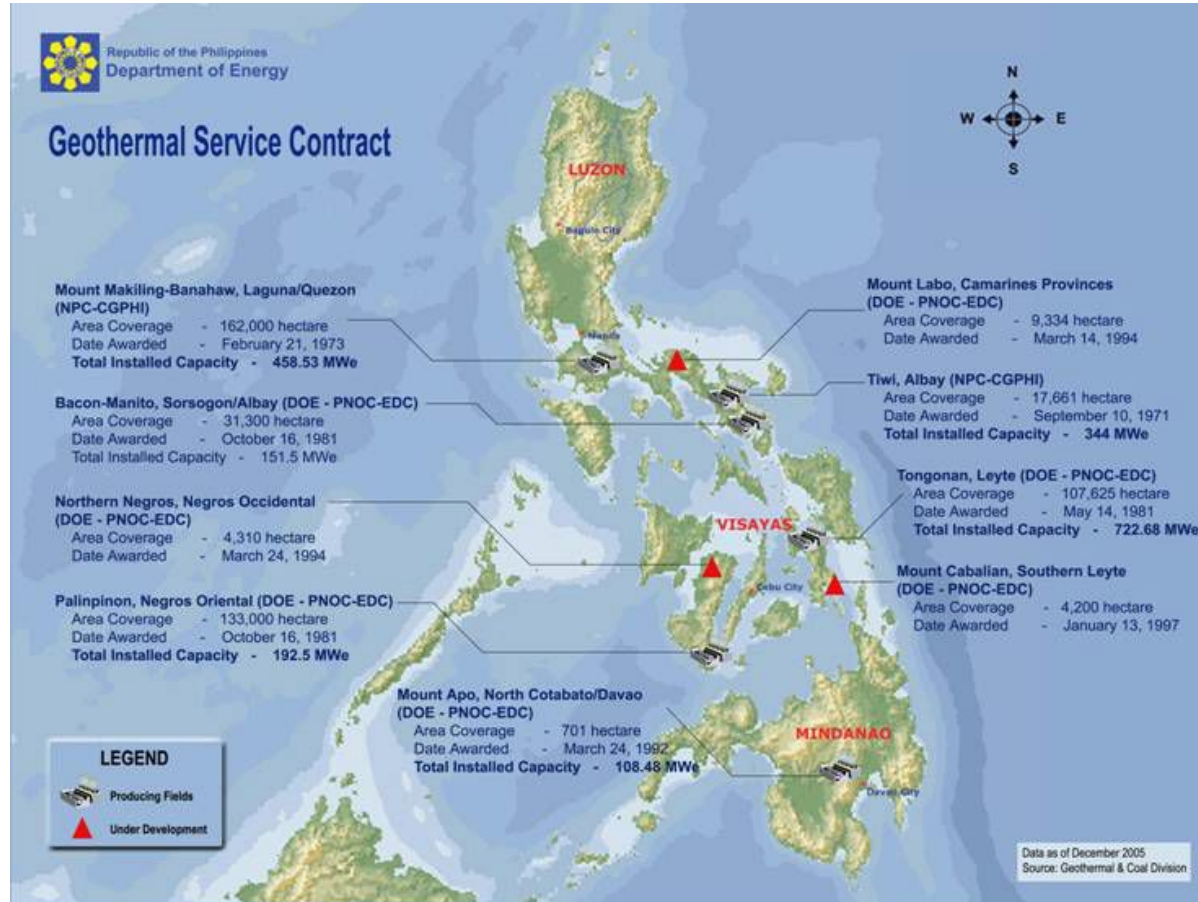 Republic of the Philippines
Department of Energy
Geothermal Service Contract
N
W E
S
LUZON
Baguio City
Manila
Mount Makiling-Banahaw, Laguna/Quezon
(NPC-CGPHI)
Area Coverage - 162,000 hectare
Date Awarded - February 21, 1973
Total Installed Capacity - 458.53 MWe
Bacon-Manito, Sorsogon/Albay (DOE - PNOC-EDC)
Area Coverage - 31,300 hectare
Date Awarded - October 16, 1981
Total Installed Capacity - 151.5 MWe
Northern Negros, Negros Occidental
(DOE - PNOC-EDC)
Area Coverage - 4,310 hectare
Date Awarded - March 24, 1994
Palinpinon, Negros Oriental (DOE - PNOC-EDC)
Area Coverage - 133,000 hectare
Date Awarded - October 16, 1981
Total Installed Capacity - 192.5 MWe
Mount Apo, North Cotabato/Davao
(DOE - PNOC-EDC)
Area Coverage - 701 hectare
Date Awarded - March 24, 1992
Total Installed Capacity - 108.48 MWe
Mount Labo, Camarines Provinces
(DOE - PNOC-EDC)
Area Coverage - 9,334 hectare
Date Awarded - March 14, 1994
Tiwi, Albay (NPC-CGPHI)
Area Coverage - 17,661 hectare
Date Awarded - September 10, 1971
Total Installed Capacity - 344 MWe
Tongonan, Leyte (DOE - PNOC-EDC)
Area Coverage - 107,625 hectare
Date Awarded - May 14, 1981
Total Installed Capacity - 722.68 MWe
Mount Cabalian, Southern Leyte
(DOE - PNOC-EDC)
Area Coverage - 4,200 hectare
Date Awarded - January 13, 1997
VISAYAS
Cebu City
MINDANAO
Davao City
LEGEND
Producing Fields
Under Development
Data as of December 2005
Source: Geothermal & Coal Division